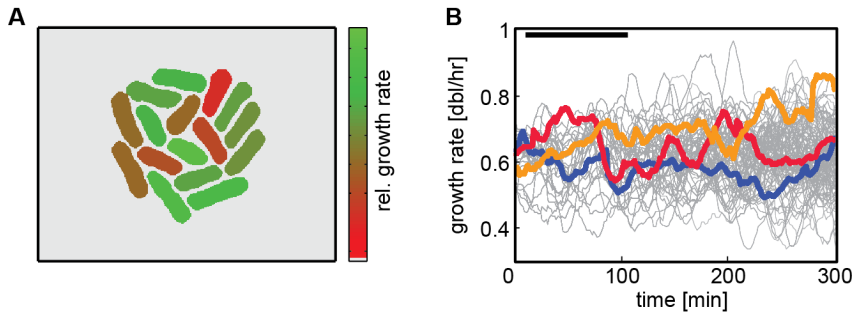 A
rel. growth rate
B
growth rate [dbl/hr]
1
0.8
0.6
0.4
0
100
200
300
time [min]